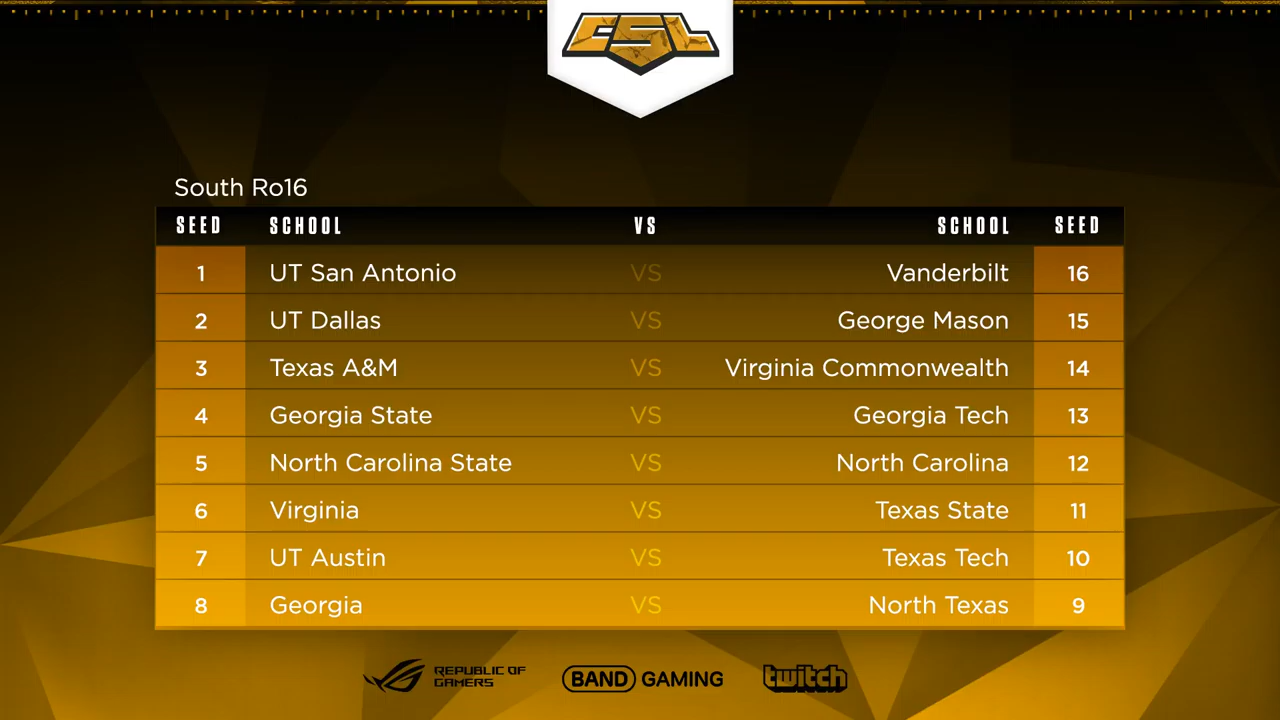 CSL
South Ro16
SEED SCHOOL VS SCHOOL SEED
1 UT San Antonio VS Vanderbilt 16
2 UT Dallas VS George Mason 15
3 Texas A&M VS Virginia Commonwealth 14
4 Georgia State VS Georgia Tech 13
5 North Carolina State VS North Carolina 12
6 Virginia VS Texas State 11
7 UT Austin VS Texas Tech 10
8 Georgia VS North Texas 9
REPUBLIC OF
GAMERS
BAND GAMING
twitch